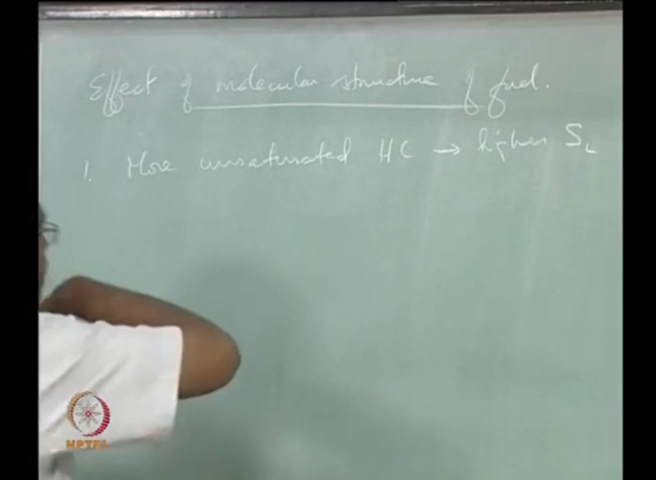 Effect of molecular structure of fuel.
1. More unsaturated HC → higher SL
NPTEL